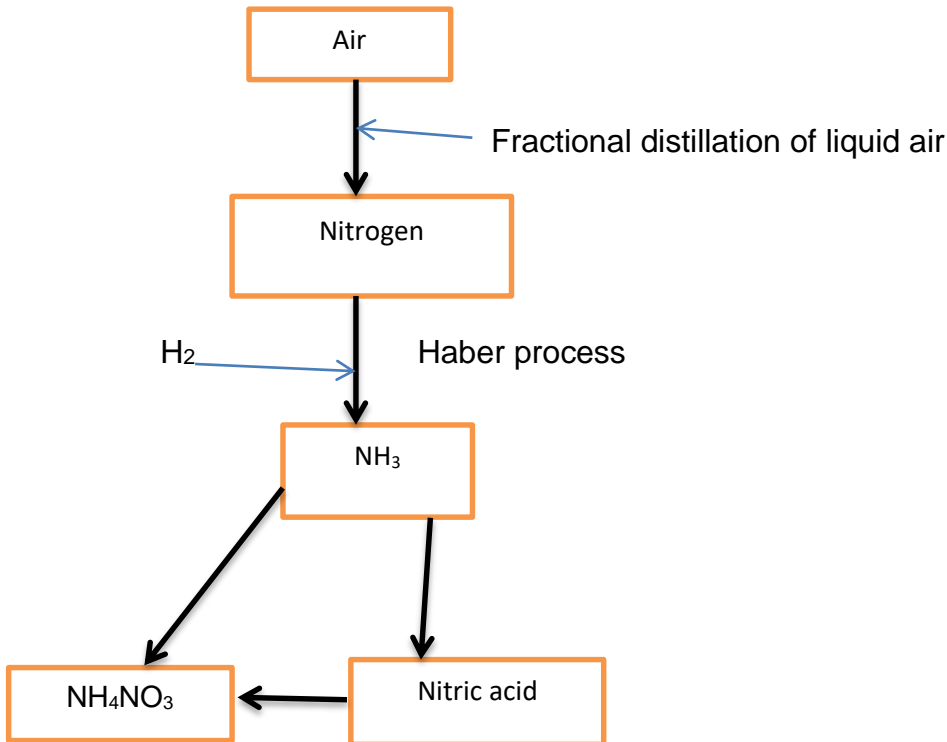 Air
Fractional distillation of liquid air
Nitrogen
H₂
Haber process
NH₃
NH₄NO₃
Nitric acid